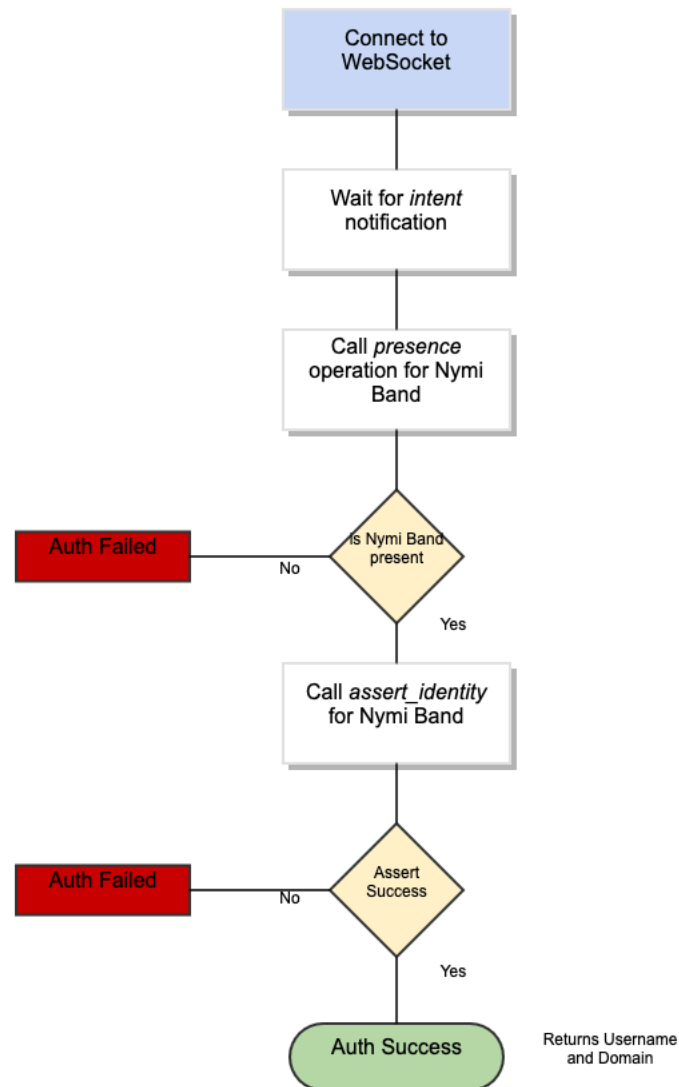 Connect to
WebSocket
Wait for intent
notification
Call presence
operation for Nymi
Band
Is Nymi Band
present
Auth Failed
No
Yes
Call assert_identity
for Nymi Band
Assert
Success
Auth Failed
No
Yes
Auth Success
Returns Username
and Domain